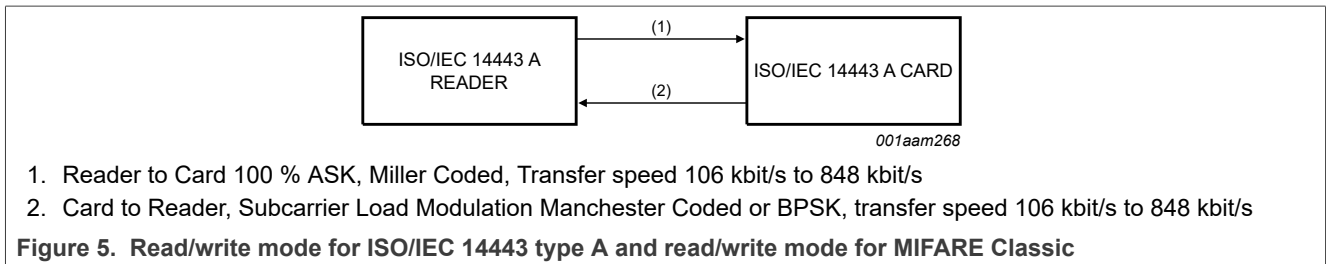 (1)
ISO/IEC 14443 A
READER
ISO/IEC 14443 A CARD
(2)
001aam268
1. Reader to Card 100 % ASK, Miller Coded, Transfer speed 106 kbit/s to 848 kbit/s
2. Card to Reader, Subcarrier Load Modulation Manchester Coded or BPSK, transfer speed 106 kbit/s to 848 kbit/s
Figure 5. Read/write mode for ISO/IEC 14443 type A and read/write mode for MIFARE Classic